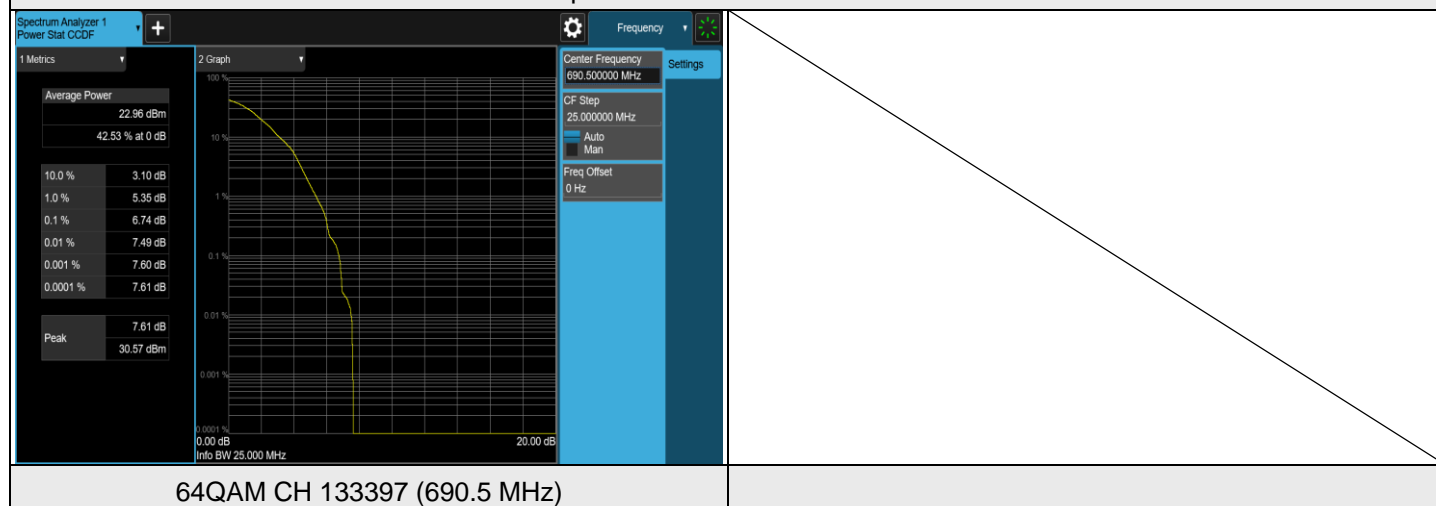 Spectrum Analyzer 1
Power Stat CCDF
+
Frequency
1 Metrics
2 Graph
Center Frequency
690.500000 MHz
Settings
CF Step
25.000000 MHz
Auto
Man
Freq Offset
0 Hz
Average Power
22.96 dBm
42.53 % at 0 dB
10.0 % 3.10 dB
1.0 % 5.35 dB
0.1 % 6.74 dB
0.01 % 7.49 dB
0.001 % 7.60 dB
0.0001 % 7.61 dB
Peak
7.61 dB
30.57 dBm
100 %
10 %
1 %
0.1 %
0.01 %
0.001 %
0.0001 %
0.00 dB 20.00 dB
Info BW 25.000 MHz
64QAM CH 133397 (690.5 MHz)